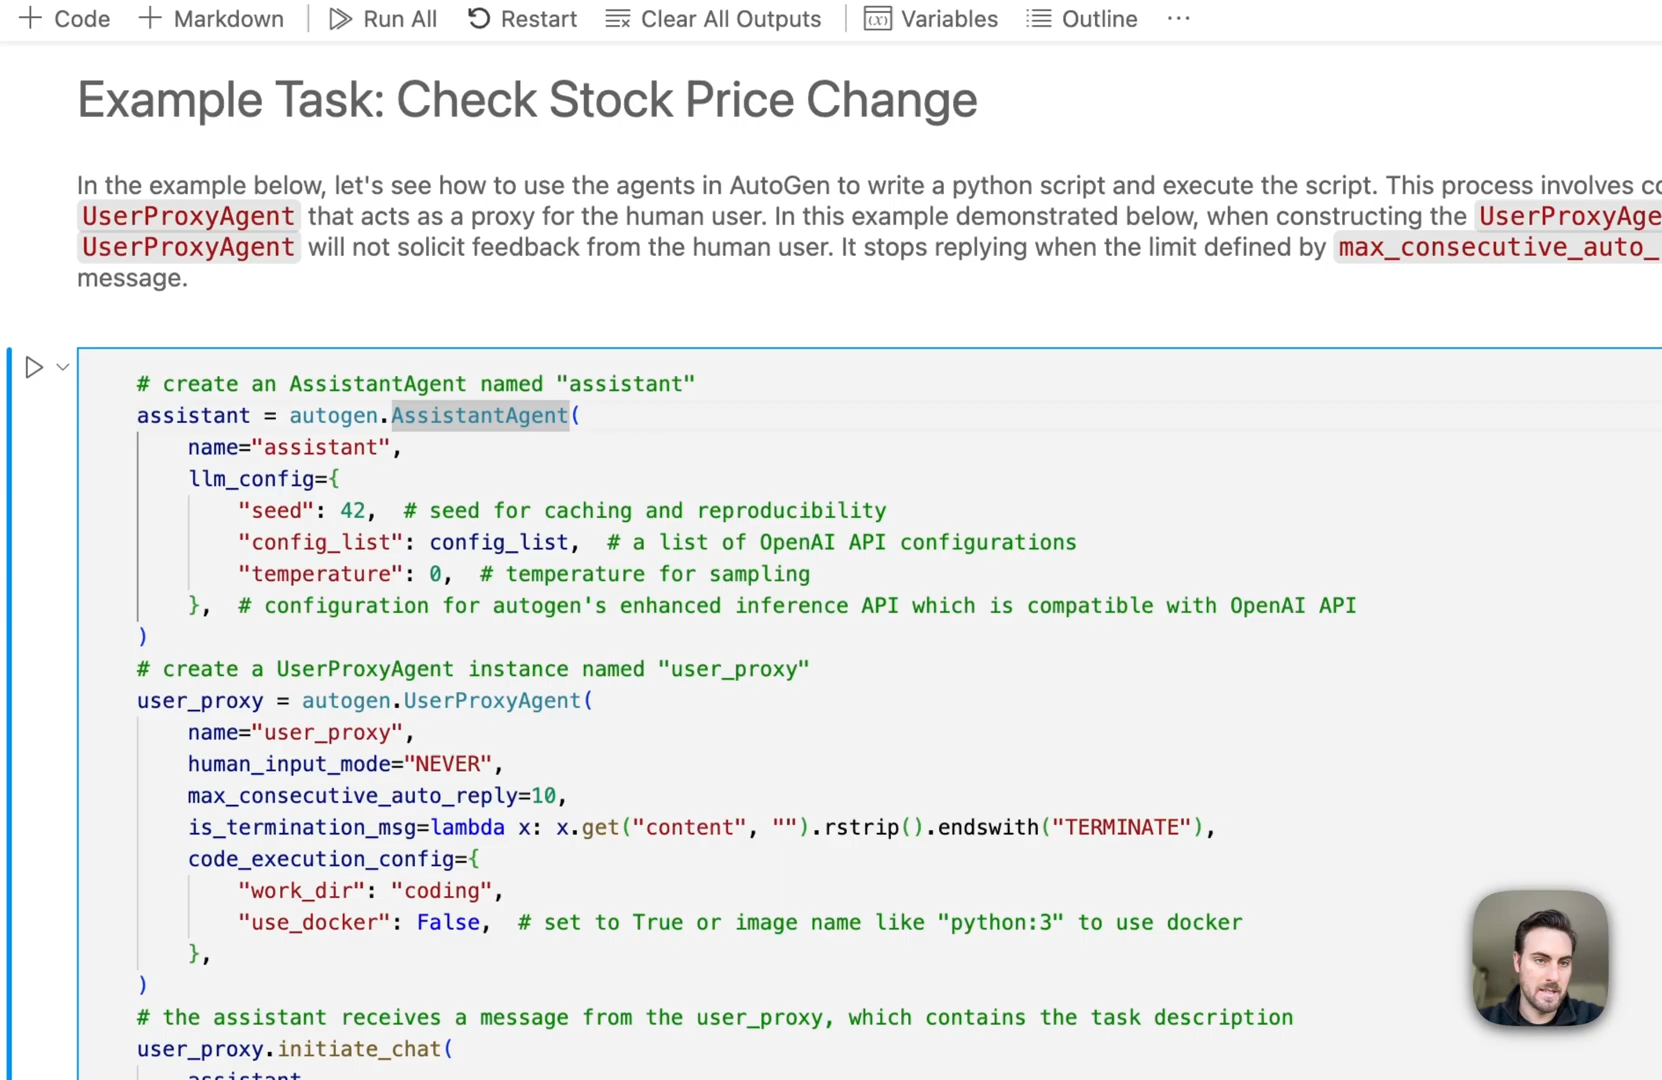 Code Markdown Run All Restart Clear All Outputs Variables Outline ...
Example Task: Check Stock Price Change
In the example below, let's see how to use the agents in AutoGen to write a python script and execute the script. This process involves
UserProxyAgent that acts as a proxy for the human user. In this example demonstrated below, when constructing the UserProxyAge
UserProxyAgent will not solicit feedback from the human user. It stops replying when the limit defined by max_consecutive_auto_
message.
# create an AssistantAgent named "assistant"
assistant = autogen.AssistantAgent(
name="assistant",
llm_config={
"seed": 42, # seed for caching and reproducibility
"config_list": config_list, # a list of OpenAI API configurations
"temperature": 0, # temperature for sampling
}, # configuration for autogen's enhanced inference API which is compatible with OpenAI API
)
# create a UserProxyAgent instance named "user_proxy"
user_proxy = autogen.UserProxyAgent(
name="user_proxy",
human_input_mode="NEVER",
max_consecutive_auto_reply=10,
is_termination_msg=lambda x: x.get("content", "").rstrip().endswith("TERMINATE"),
code_execution_config={
"work_dir": "coding",
"use_docker": False, # set to True or image name like "python:3" to use docker
},
)
# the assistant receives a message from the user_proxy, which contains the task description
user_proxy.initiate_chat(